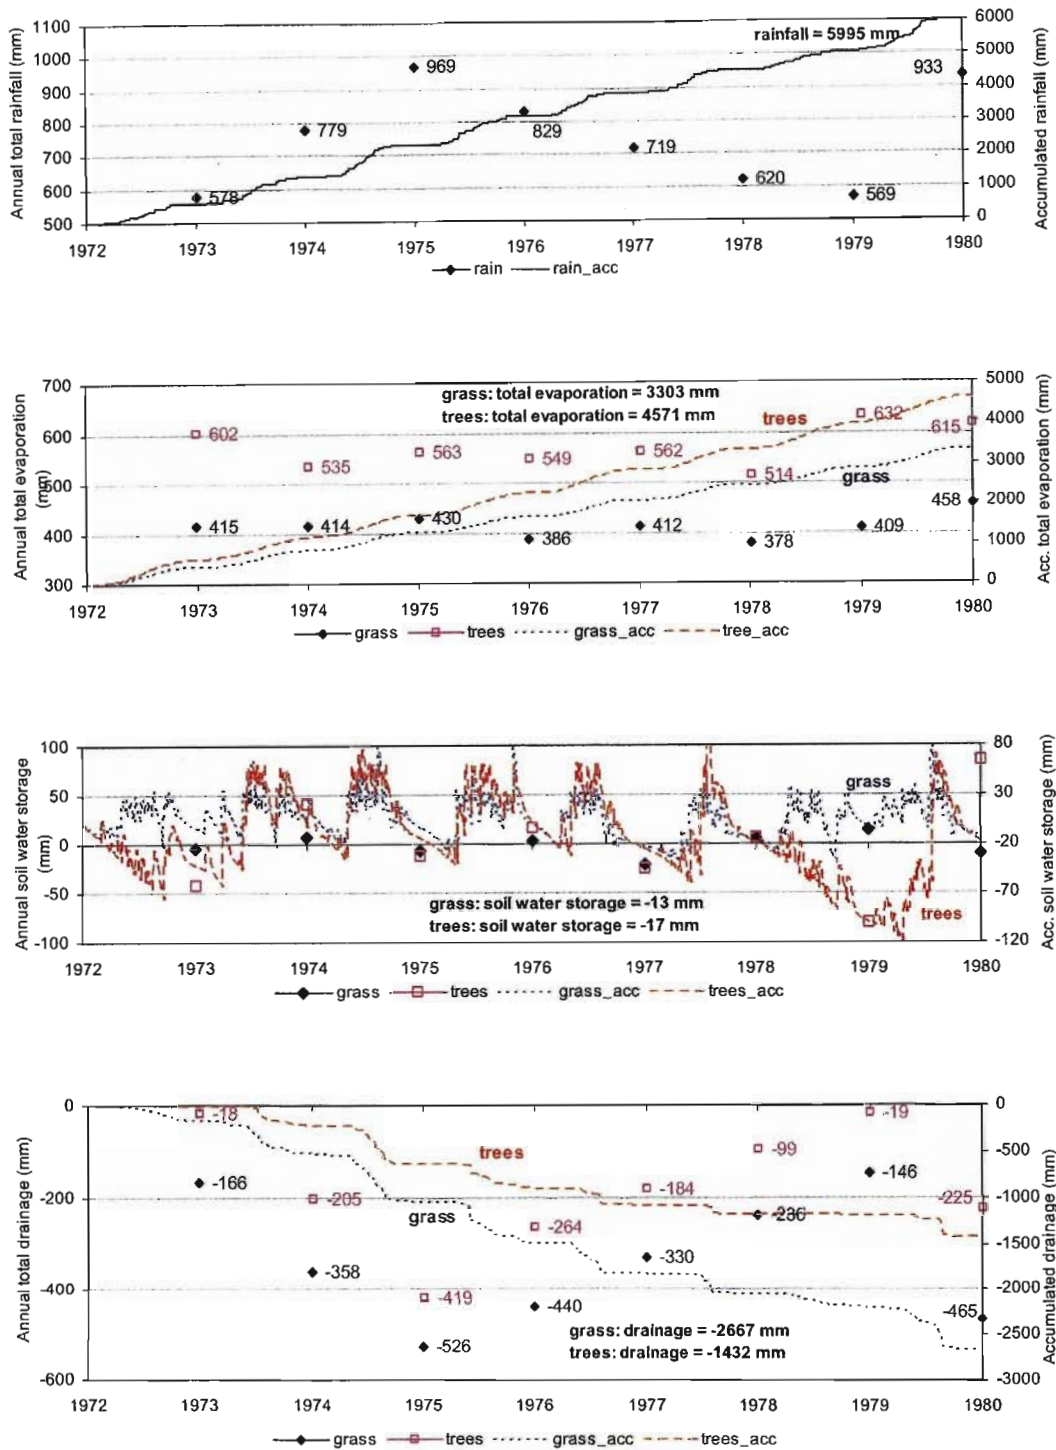 1100
1000
900
800
700
600
500
Annual total rainfall (mm)
rainfall = 5995 mm
578
779
969
829
719
620
569
933
6000
5000
4000
3000
2000
1000
0
Accumulated rainfall (mm)
1972 1973 1974 1975 1976 1977 1978 1979 1980
rain rain_acc
700
600
500
400
300
Annual total evaporation
(mm)
grass: total evaporation = 3303 mm
trees: total evaporation = 4571 mm
trees
grass
602
535
563
549
562
514
632
615
415
414
430
386
412
378
409
458
5000
4000
3000
2000
1000
0
Acc. total evaporation (mm)
1972 1973 1974 1975 1976 1977 1978 1979 1980
grass trees grass_acc tree_acc
100
50
0
-50
-100
Annual soil water storage
(mm)
grass
trees
grass: soil water storage = -13 mm
trees: soil water storage = -17 mm
80
30
-20
-70
-120
Acc. soil water storage (mm)
1972 1973 1974 1975 1976 1977 1978 1979 1980
grass trees grass_acc trees_acc
0
-200
-400
-600
Annual total drainage (mm)
trees
grass
-18
-205
-419
-264
-184
-99
-19
-225
-166
-358
-526
-440
-330
-236
-146
-465
grass: drainage = -2667 mm
trees: drainage = -1432 mm
0
-500
-1000
-1500
-2000
-2500
-3000
Accumulated drainage (mm)
1972 1973 1974 1975 1976 1977 1978 1979 1980
grass trees grass_acc trees_acc